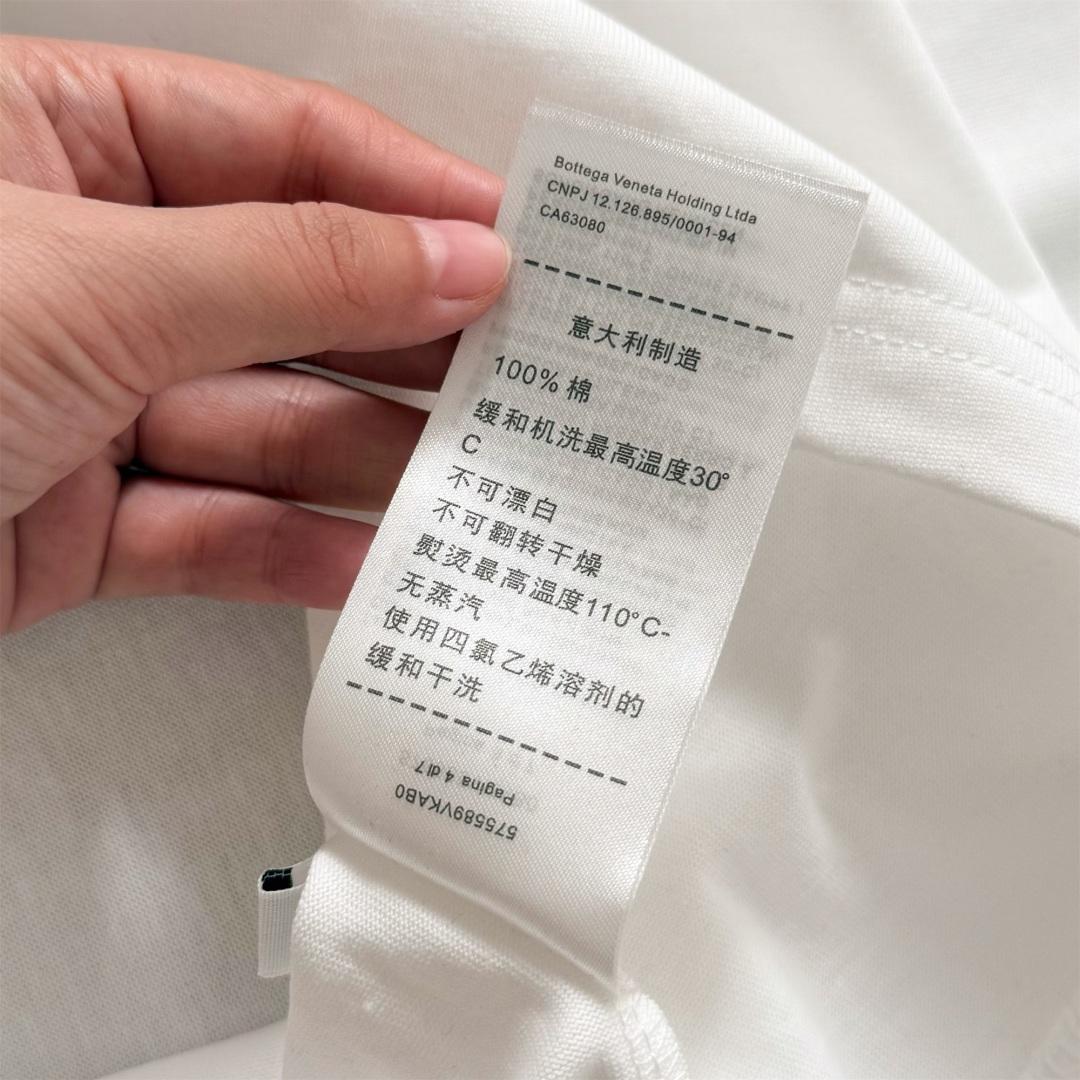 Bottega Veneta Holding Ltda
CNPJ 12.126.895/0001-94
CA63080
意大利制造
100% 棉
缓和机洗最高温度30°
C
不可漂白
不可翻转干燥
熨烫最高温度110°C-
无蒸汽
使用四氯乙烯溶剂的
缓和干洗
575589VKAB0
Pagina 4 di7